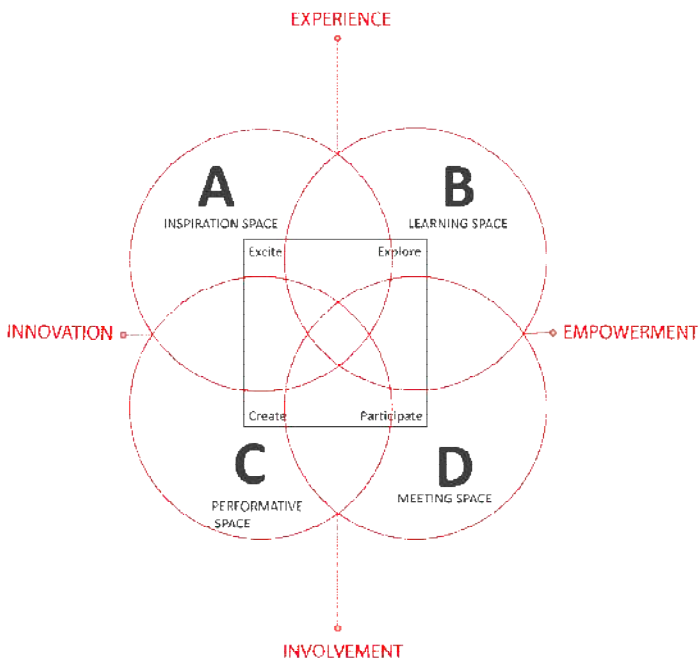 EXPERIENCE
A
INSPIRATION SPACE
B
LEARNING SPACE
Excite
Explore
INNOVATION
EMPOWERMENT
Create
Participate
C
PERFORMATIVE
SPACE
D
MEETING SPACE
INVOLVEMENT